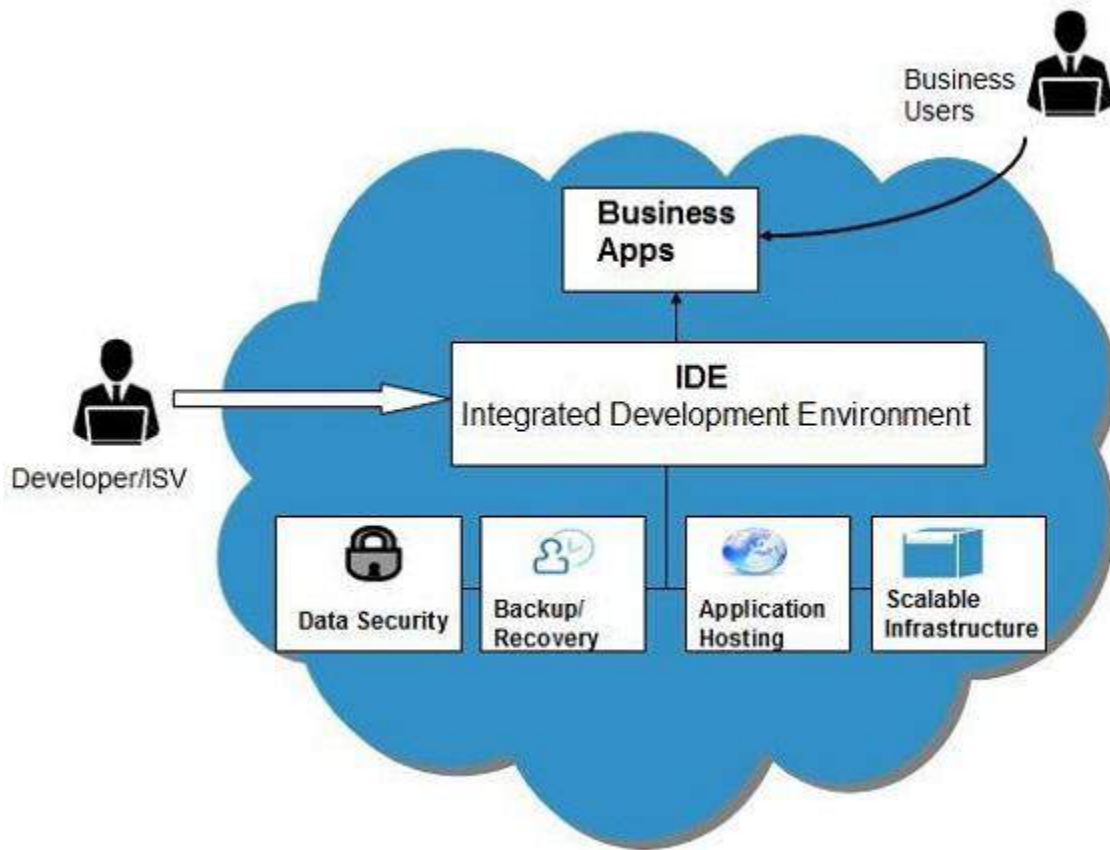 Business
Users
Business
Apps
IDE
Integrated Development Environment
Developer/ISV
Data Security
Backup/
Recovery
Application
Hosting
Scalable
Infrastructure